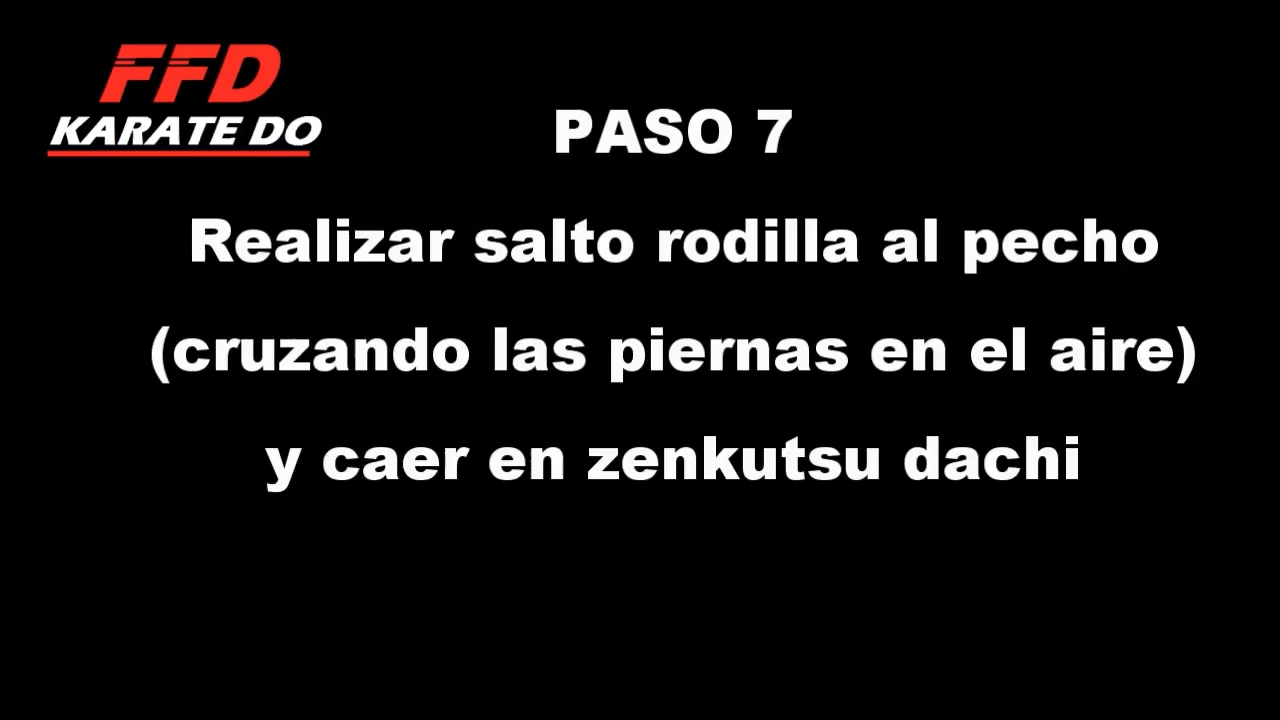 FFD
KARATE DO
PASO 7
Realizar salto rodilla al pecho
(cruzando las piernas en el aire)
y caer en zenkutsu dachi